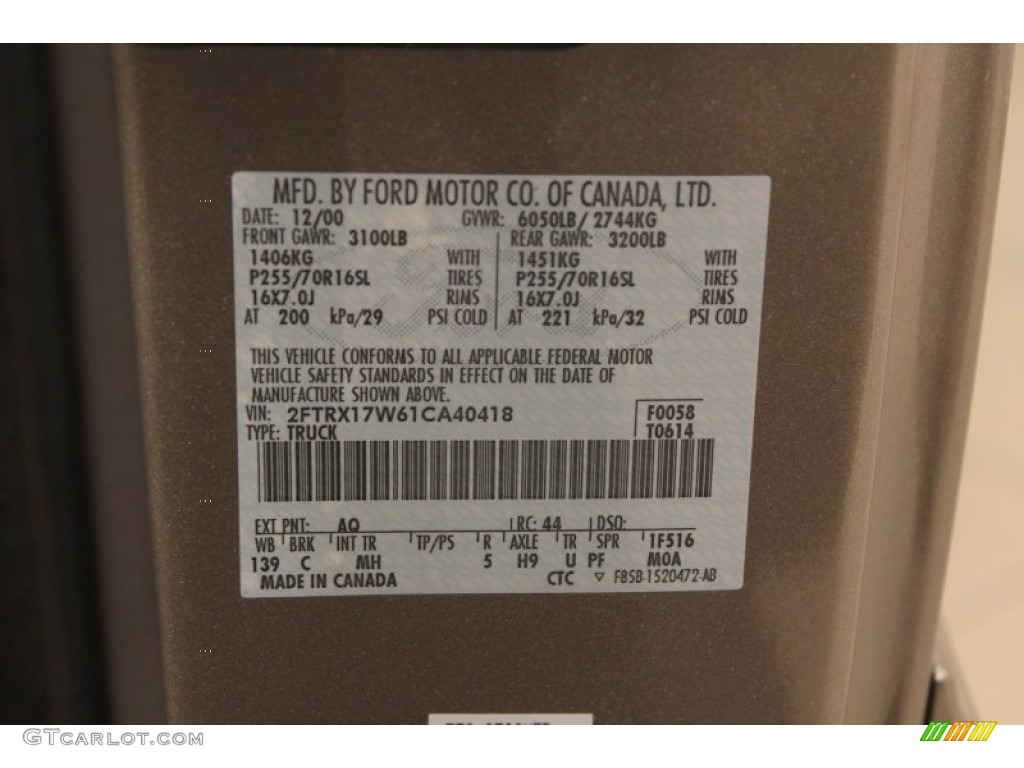 MFD. BY FORD MOTOR CO. OF CANADA, LTD.
DATE: 12/00 GVWR: 6050LB/ 2744KG
FRONT GAWR: 3100LB REAR GAWR: 3200LB
1406KG WITH 1451KG WITH
P255/70R16SL TIRES P255/70R16SL TIRES
16X7.0J RIMS 16X7.0J RIMS
AT 200 kPa/29 PSI COLD AT 221 kPa/32 PSI COLD
THIS VEHICLE CONFORMS TO ALL APPLICABLE FEDERAL MOTOR
VEHICLE SAFETY STANDARDS IN EFFECT ON THE DATE OF
MANUFACTURE SHOWN ABOVE.
VIN: 2FTRX17W61CA40418 F0058
TYPE: TRUCK T0614
EXT PNT: AQ RC: 44 DSO:
WB BRK INT TR TP/PS R AXLE TR SPR 1F516
139 C MH 5 H9 U PF M0A
MADE IN CANADA CTC ▽ F85B-1520472-AB
GTCarLot.com